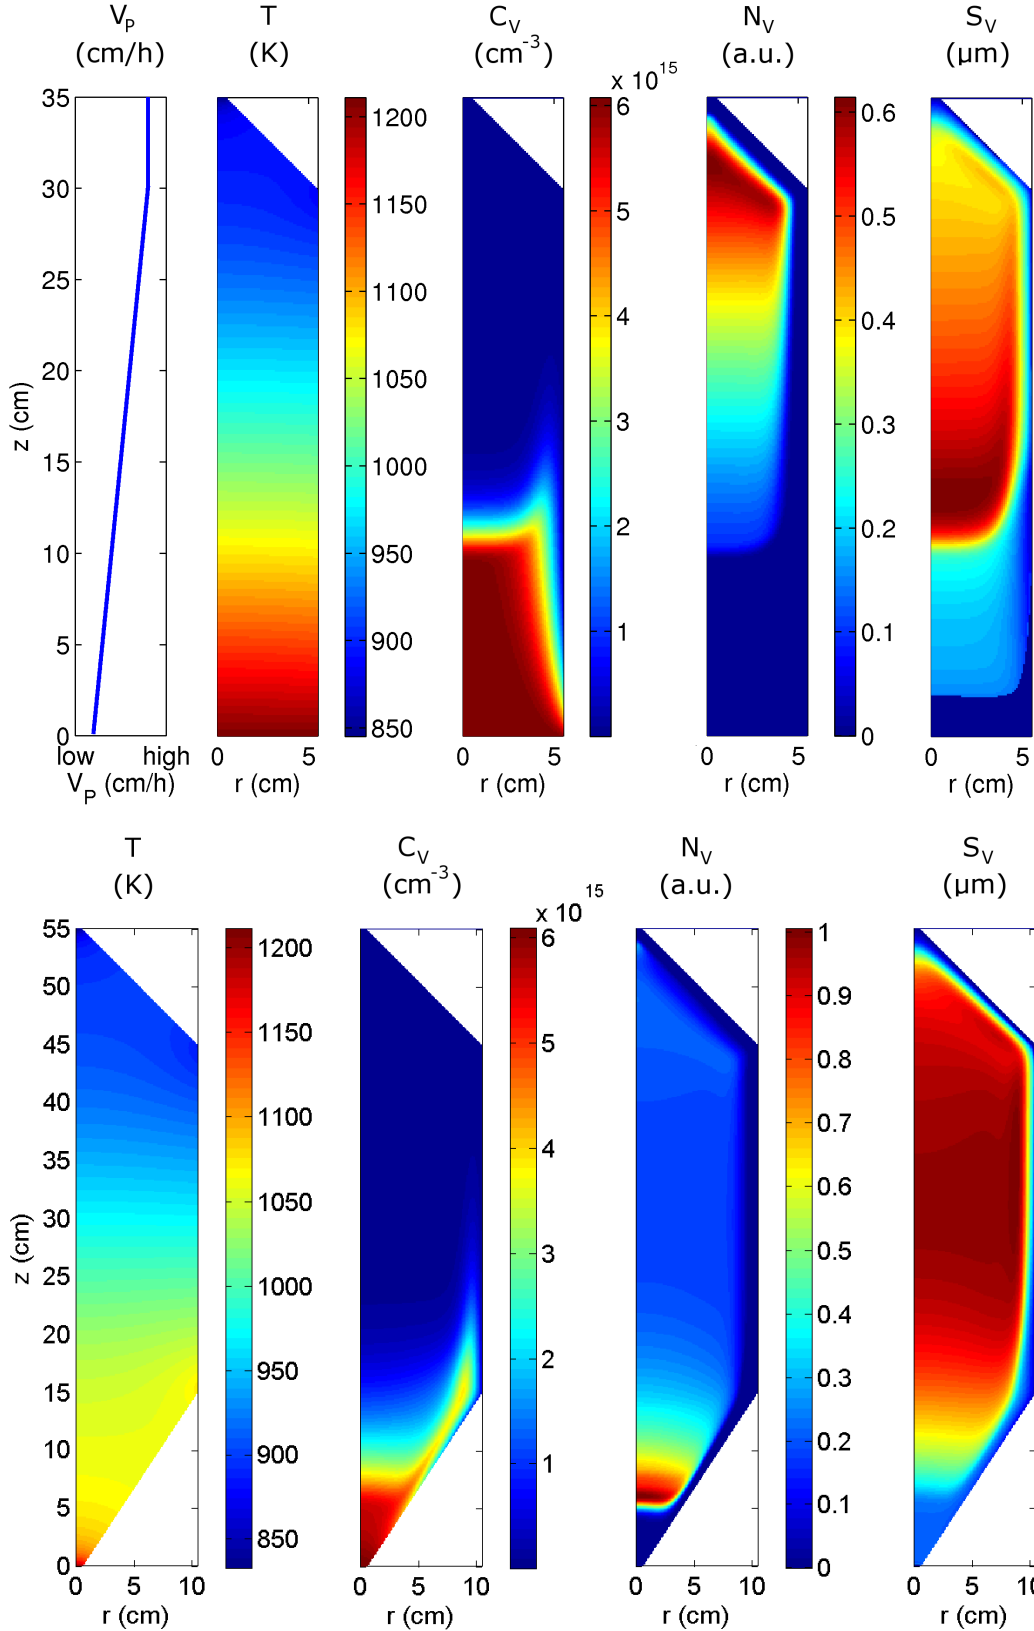 V_P T C_V N_V S_V
(cm/h) (K) (cm⁻³) (a.u.) (µm)
x 10¹⁵
35 1200 6 0.6
30 1150 5 0.5
25 1100 4 0.4
20 1050 3 0.3
15 1000 2 0.2
10 950 1 0.1
5 900 0
0 850
z (cm)
low high 0 5 0 5 0 5 0 5
V_P (cm/h) r (cm) r (cm) r (cm) r (cm)
T C_V N_V S_V
(K) (cm⁻³) (a.u.) (µm)
x 10¹⁵
55 1200 6 1
50 1150 5 0.9
45 1100 4 0.8
40 1050 3 0.7
35 1000 2 0.6
30 950 1 0.5
25 900 0.4
20 850 0.3
15 0.2
10 0.1
5 0
0
z (cm)
0 5 10 0 5 10 0 5 10 0 5 10
r (cm) r (cm) r (cm) r (cm)